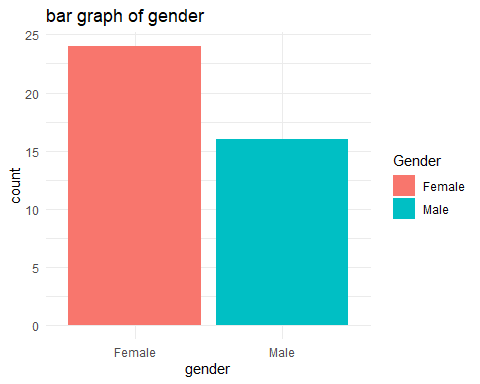 bar graph of gender
25
20
15
10
5
0
count
Female
Male
gender
Gender
Female
Male